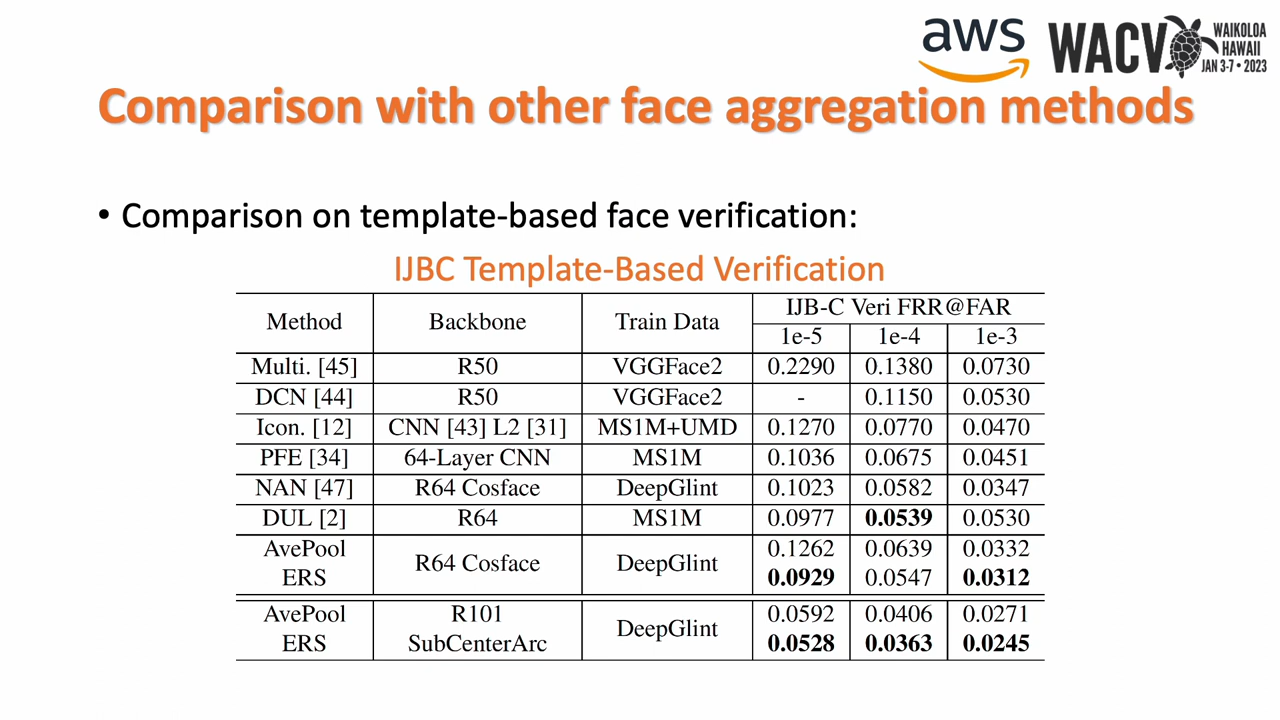 aws
WACV
WAIKOLOA
HAWAII
JAN 3-7 • 2023
Comparison with other face aggregation methods
• Comparison on template-based face verification:
IJBC Template-Based Verification
Method Backbone Train Data IJB-C Veri FRR@FAR
1e-5 1e-4 1e-3
Multi. [45] R50 VGGFace2 0.2290 0.1380 0.0730
DCN [44] R50 VGGFace2 - 0.1150 0.0530
Icon. [12] CNN [43] L2 [31] MS1M+UMD 0.1270 0.0770 0.0470
PFE [34] 64-Layer CNN MS1M 0.1036 0.0675 0.0451
NAN [47] R64 Cosface DeepGlint 0.1023 0.0582 0.0347
DUL [2] R64 MS1M 0.0977 0.0539 0.0530
AvePool R64 Cosface DeepGlint 0.1262 0.0639 0.0332
ERS 0.0929 0.0547 0.0312
AvePool R101 DeepGlint 0.0592 0.0406 0.0271
ERS SubCenterArc 0.0528 0.0363 0.0245